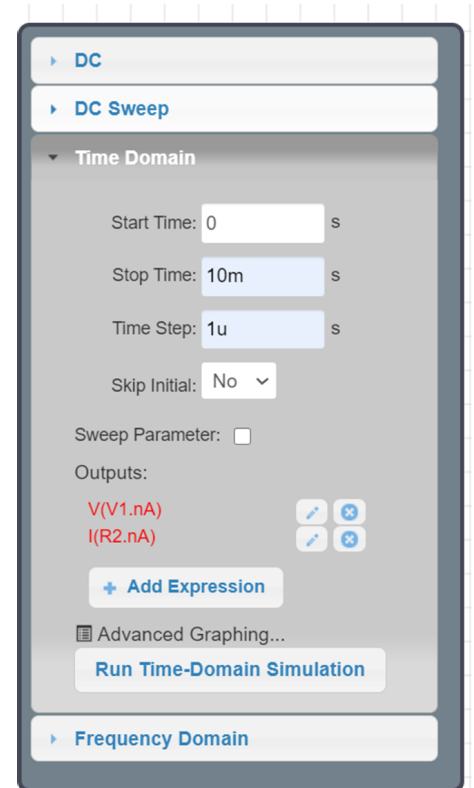 DC
DC Sweep
Time Domain
Start Time: 0 s
Stop Time: 10m s
Time Step: 1u s
Skip Initial: No
Sweep Parameter:
Outputs:
V(V1.nA)
I(R2.nA)
+ Add Expression
Advanced Graphing...
Run Time-Domain Simulation
Frequency Domain